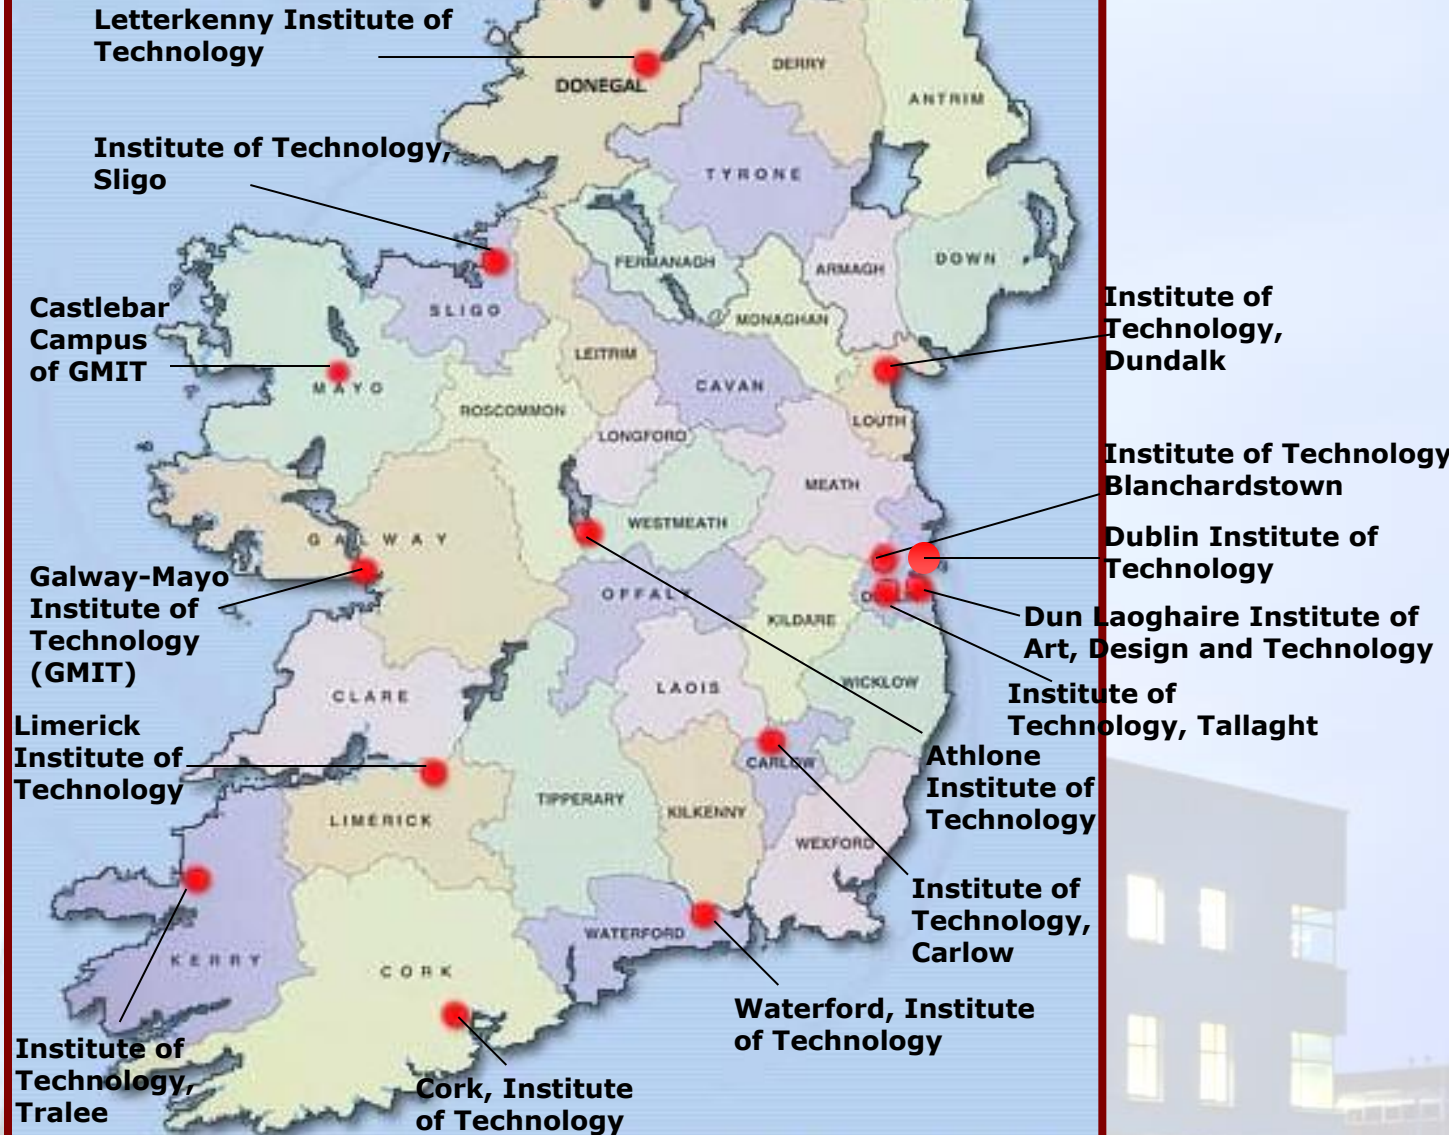 Letterkenny Institute of
Technology
DONEGAL
DERRY
ANTRIM
Institute of Technology,
Sligo
TYRONE
FERMANAGH
ARMAGH
DOWN
MONAGHAN
SLIGO
LEITRIM
CAVAN
Castlebar
Campus
of GMIT
MAYO
ROSCOMMON
LONGFORD
LOUTH
Institute of
Technology,
Dundalk
MEATH
WESTMEATH
GALWAY
Institute of Technology
Blanchardstown
Dublin Institute of
Technology
Galway-Mayo
Institute of
Technology
(GMIT)
OFFALY
KILDARE
Dun Laoghaire Institute of
Art, Design and Technology
CLARE
LAOIS
WICKLOW
Institute of
Technology, Tallaght
Limerick
Institute of
Technology
CARLOW
Athlone
Institute of
Technology
LIMERICK
TIPPERARY
KILKENNY
WEXFORD
Institute of
Technology,
Carlow
WATERFORD
KERRY
CORK
Waterford, Institute
of Technology
Institute of
Technology,
Tralee
Cork, Institute
of Technology